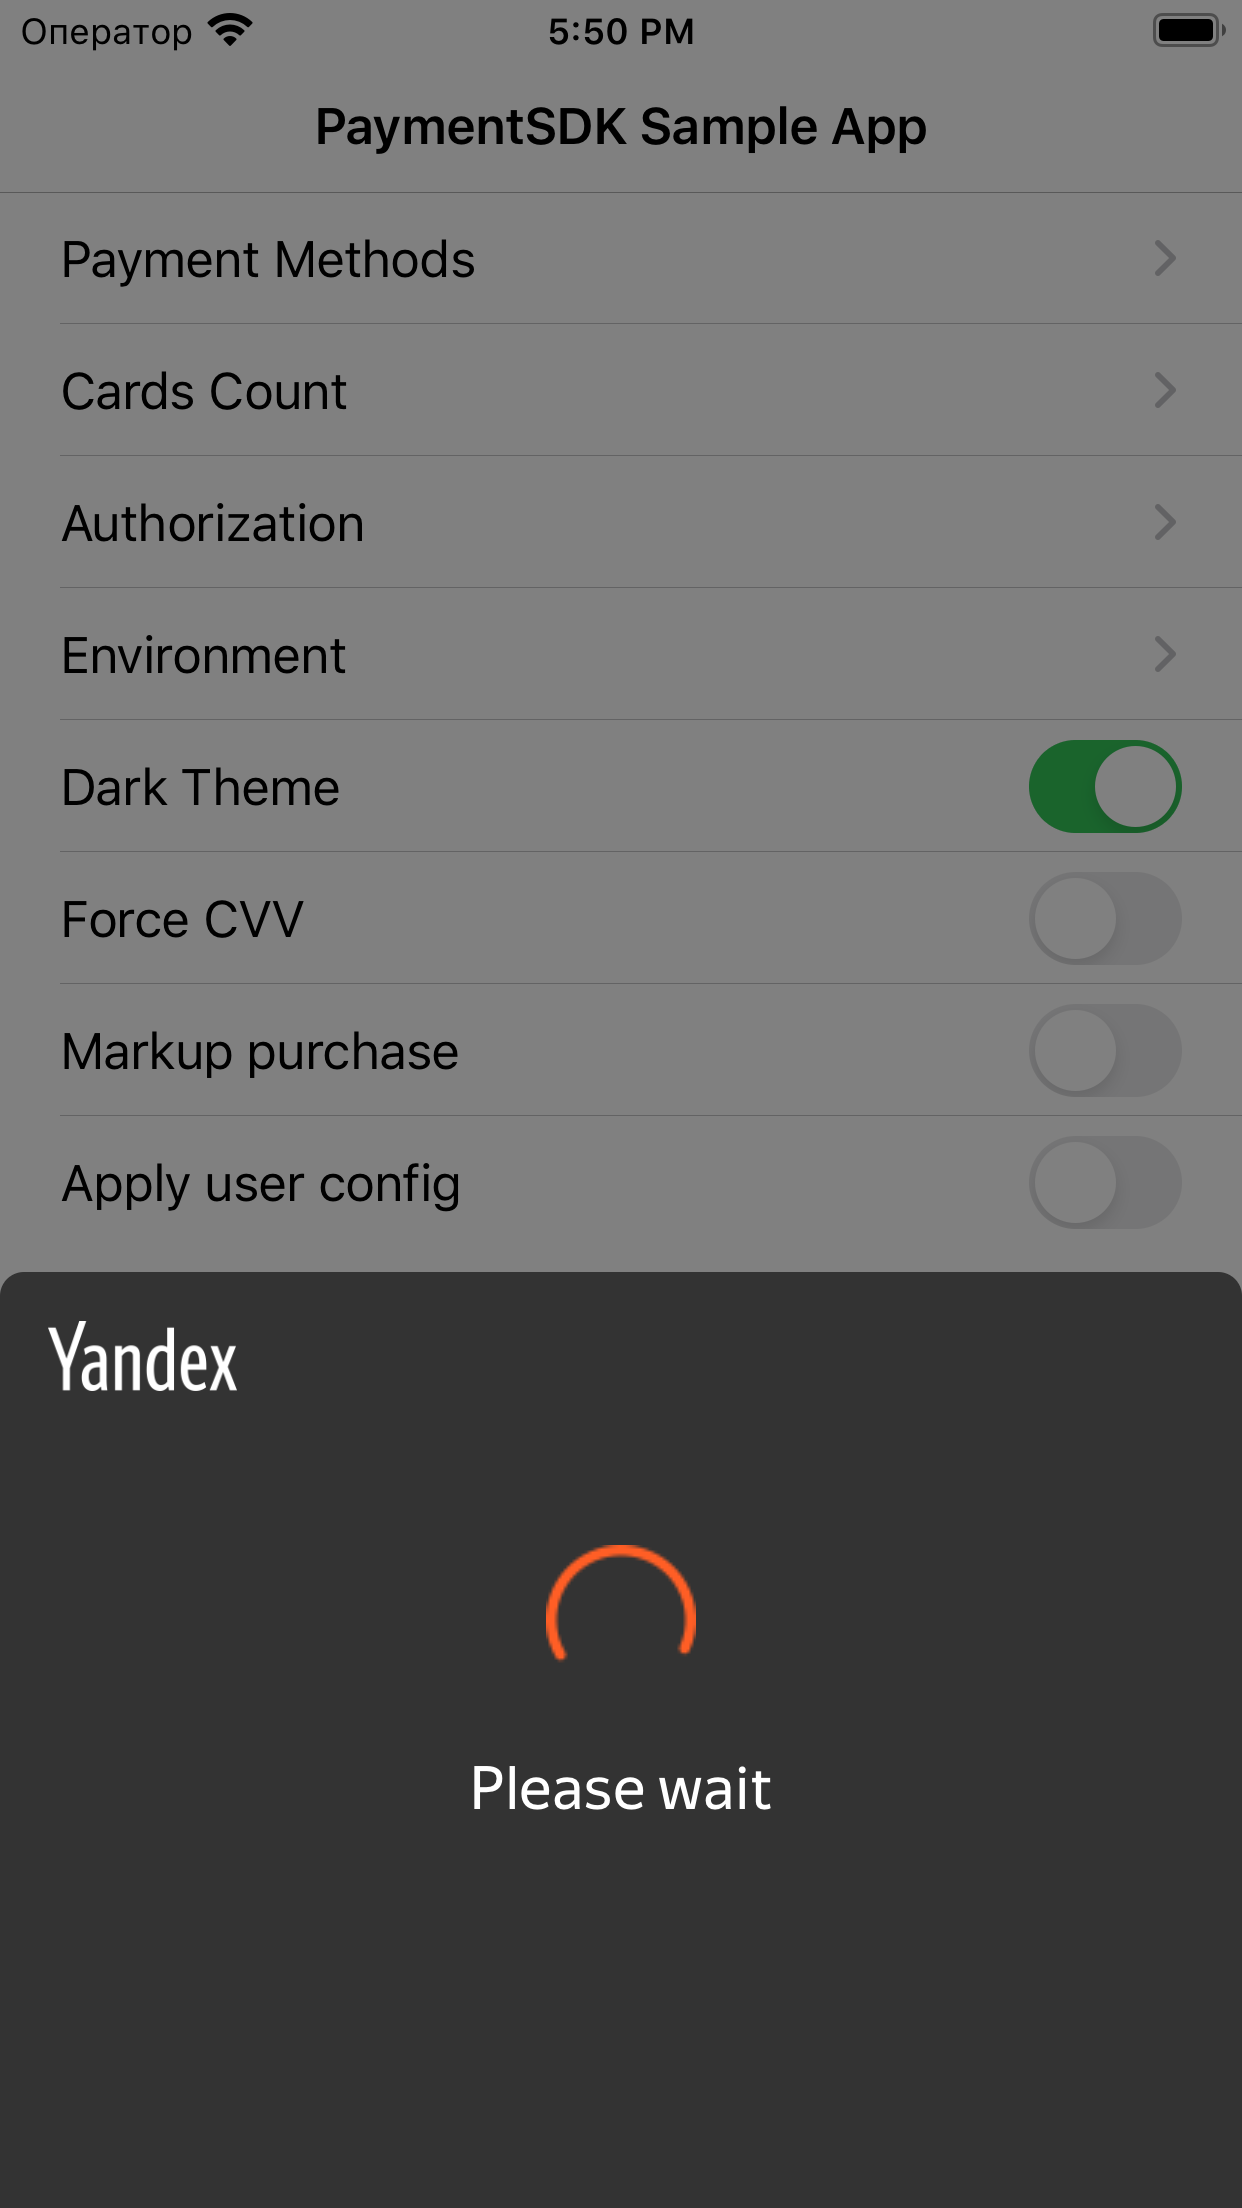 Оператор 5:50 PM
PaymentSDK Sample App
Payment Methods
Cards Count
Authorization
Environment
Dark Theme
Force CVV
Markup purchase
Apply user config
Yandex
Please wait